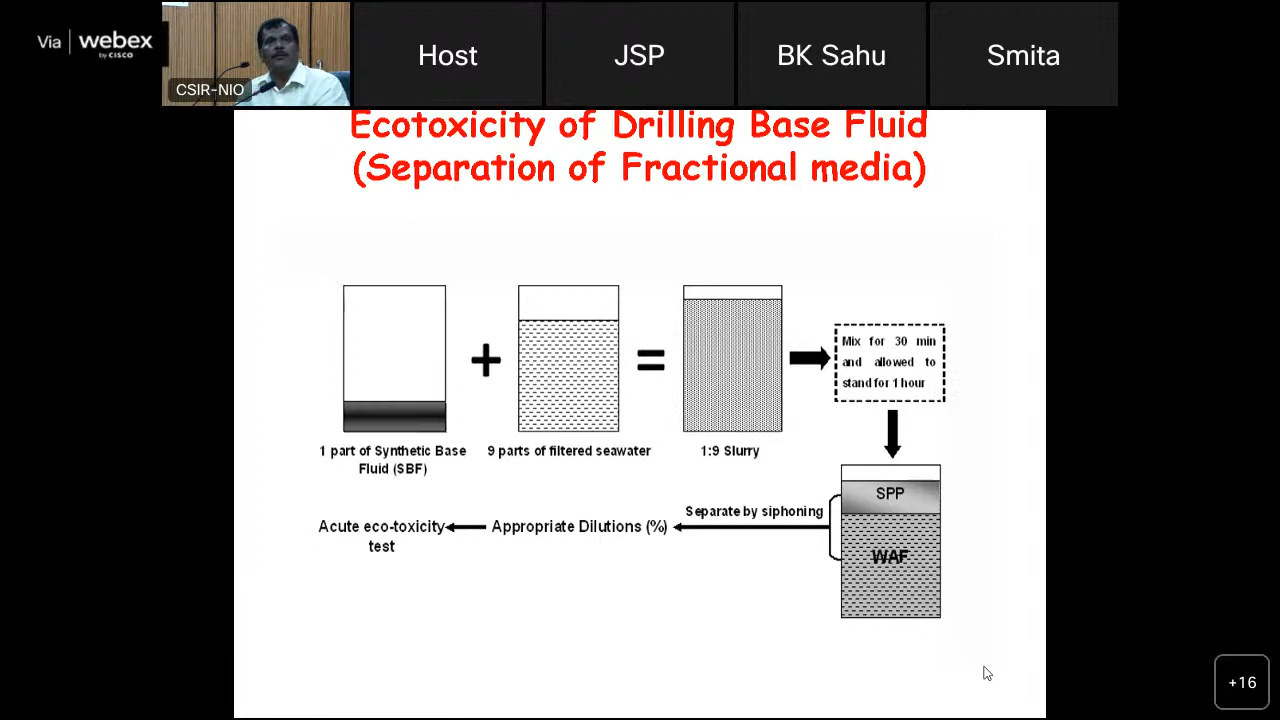 Via webex
by CISCO
CSIR-NIO
Host
JSP
BK Sahu
Smita
Ecotoxicity of Drilling Base Fluid
(Separation of Fractional media)
+
=
Mix for 30 min
and allowed to
stand for 1 hour
1 part of Synthetic Base
Fluid (SBF)
9 parts of filtered seawater
1:9 Slurry
SPP
WAF
Separate by siphoning
Appropriate Dilutions (%)
Acute eco-toxicity
test
+16